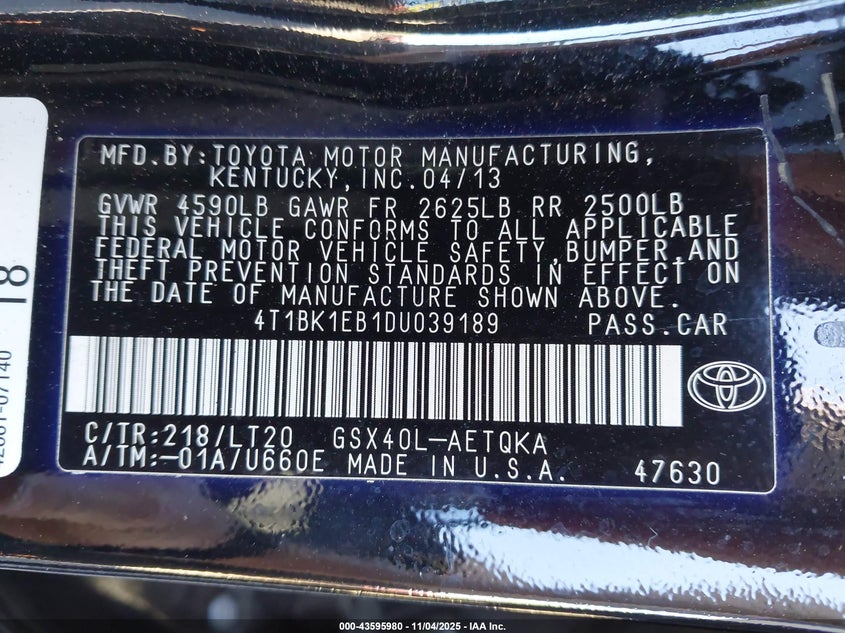 MFD.BY:TOYOTA MOTOR MANUFACTURING,
KENTUCKY,INC.04/13
GVWR 4590LB GAWR FR 2625LB RR 2500LB
THIS VEHICLE CONFORMS TO ALL APPLICABLE
FEDERAL MOTOR VEHICLE SAFETY,BUMPER,AND
THEFT PREVENTION STANDARDS IN EFFECT ON
THE DATE OF MANUFACTURE SHOWN ABOVE.
4T1BK1EB1DU039189 PASS.CAR
C/TR:218/LT20 GSX40L-AETQKA
A/TM:-01A/U660E MADE IN U.S.A. 47630
18
000-43595980 - 11/04/2025 - IAA Inc.